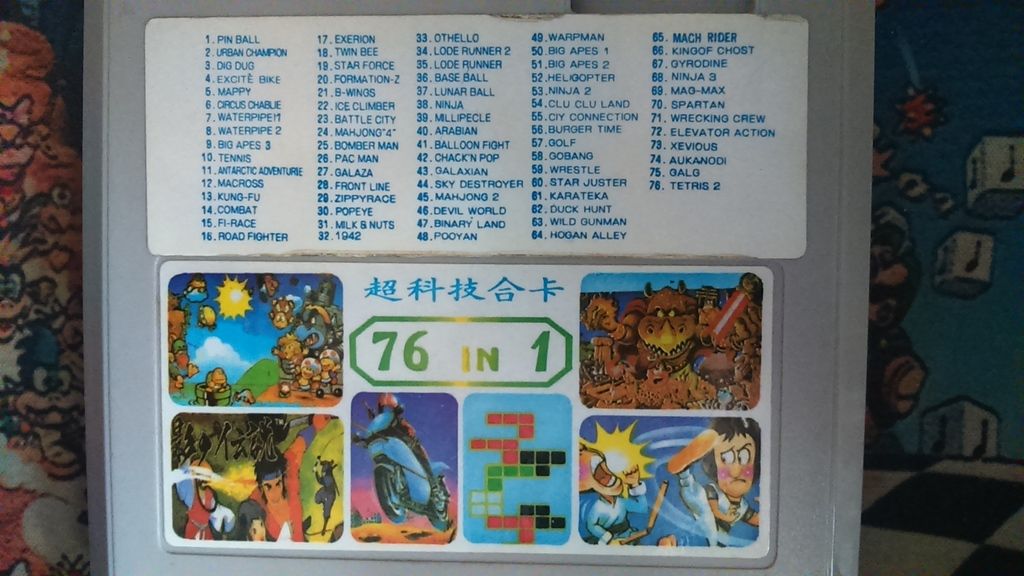 1. PIN BALL
2. URBAN CHAMPION
3. DIG DUG
4. EXCITE BIKE
5. MAPPY
6. CIRCUS CHABLIE
7. WATERPIPE1
8. WATERPIPE 2
9. BIG APES 3
10. TENNIS
11. ANTARCTIC ADVENTURIE
12. MACROSS
13. KUNG-FU
14. COMBAT
15. FI-RACE
16. ROAD FIGHTER
17. EXERION
18. TWIN BEE
19. STAR FORCE
20. FORMATION-Z
21. B-WINGS
22. ICE CLIMBER
23. BATTLE CITY
24. MAHJONG"4"
25. BOMBER MAN
26. PAC MAN
27. GALAZA
28. FRONT LINE
29. ZIPPYRACE
30. POPEYE
31. MILK & NUTS
32. 1942
33. OTHELLO
34. LODE RUNNER 2
35. LODE RUNNER
36. BASE BALL
37. LUNAR BALL
38. NINJA
39. MILLIPECLE
40. ARABIAN
41. BALLOON FIGHT
42. CHACK'N POP
43. GALAXIAN
44. SKY DESTROYER
45. MAHJONG 2
46. DEVIL WORLD
47. BINARY LAND
48. POOYAN
49. WARPMAN
50. BIG APES 1
51. BIG APES 2
52. HELIGOPTER
53. NINJA 2
54. CLU CLU LAND
55. CIY CONNECTION
56. BURGER TIME
57. GOLF
58. GOBANG
59. WRESTLE
60. STAR JUSTER
61. KARATEKA
62. DUCK HUNT
63. WILD GUNMAN
64. HOGAN ALLEY
65. MACH RIDER
66. KINGOF CHOST
67. GYRODINE
68. NINJA 3
69. MAG-MAX
70. SPARTAN
71. WRECKING CREW
72. ELEVATOR ACTION
73. XEVIOUS
74. AUKANODI
75. GALG
76. TETRIS 2
超科技合卡
76 IN 1